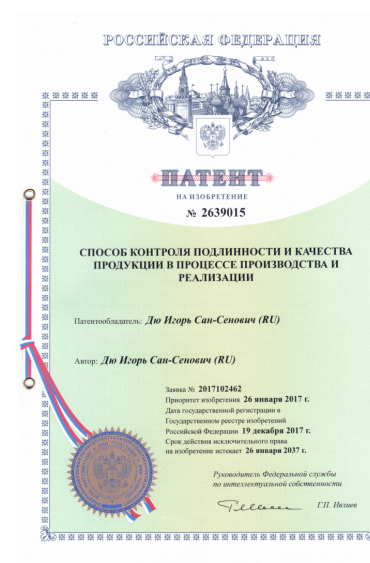 РОССИЙСКАЯ ФЕДЕРАЦИЯ
ПАТЕНТ
НА ИЗОБРЕТЕНИЕ
№ 2639015
СПОСОБ КОНТРОЛЯ ПОДЛИННОСТИ И КАЧЕСТВА
ПРОДУКЦИИ В ПРОЦЕССЕ ПРОИЗВОДСТВА И
РЕАЛИЗАЦИИ
Патентообладатель: Дю Игорь Сан-Сенович (RU)
Автор: Дю Игорь Сан-Сенович (RU)
Заявка № 2017102462
Приоритет изобретения 26 января 2017 г.
Дата государственной регистрации в
Государственном реестре изобретений
Российской Федерации 19 декабря 2017 г.
Срок действия исключительного права
на изобретение истекает 26 января 2037 г.
Руководитель Федеральной службы
по интеллектуальной собственности
Г.П. Ивлиев